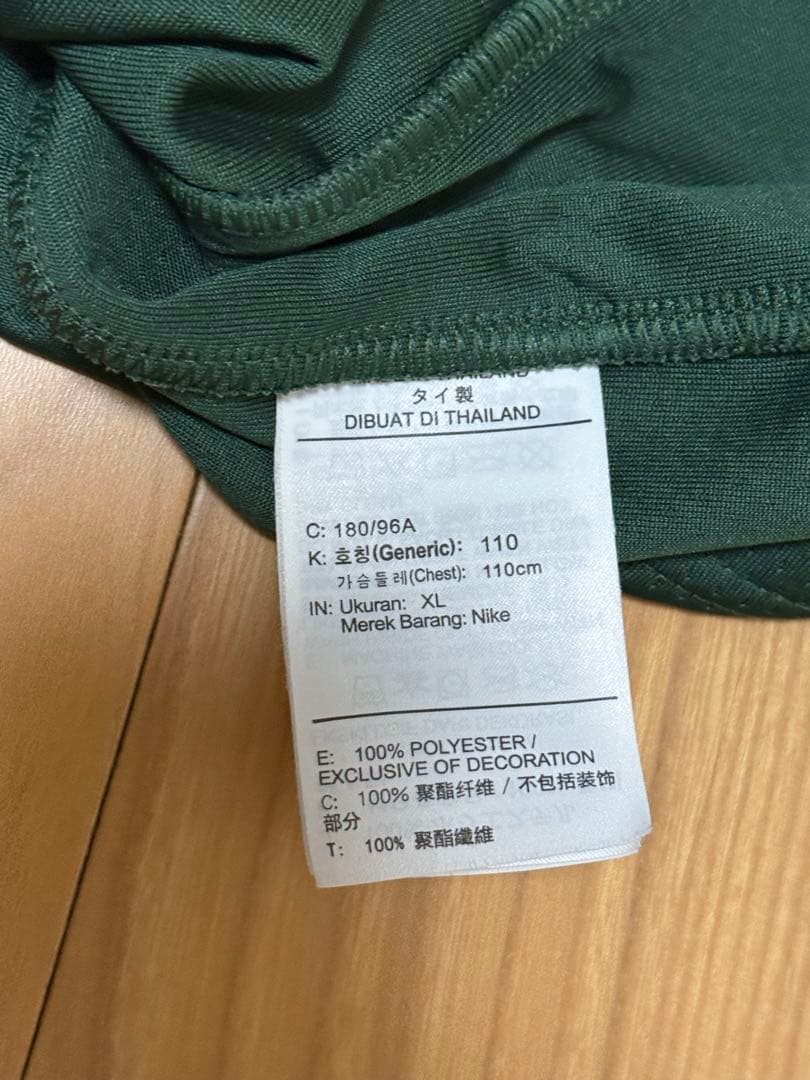 タイ製
DIBUAT DI THAILAND
C: 180/96A
K: 호칭(Generic): 110
가슴둘레(Chest): 110cm
IN: Ukuran: XL
Merek Barang: Nike
E: 100% POLYESTER /
EXCLUSIVE OF DECORATION
C: 100% 聚酯纤维 / 不包括装饰
部分
T: 100% 聚酯纖維